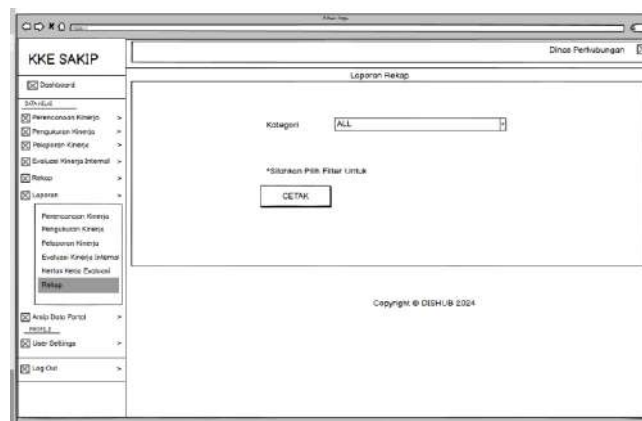 KKE SAKIP
Dinas Perhubungan
Dashboard
Laporan Rekap
Perencanaan Kinerja
Pengukuran Kinerja
Pelaporan Kinerja
Evaluasi Kinerja Internal
Rekap
Laporan
Perencanaan Kinerja
Pengukuran Kinerja
Pelaporan Kinerja
Evaluasi Kinerja Internal
Kertas Kerja Evaluasi
Rekap
Kategori
ALL
*Silahkan Pilih Filter Untuk
CETAK
Arsip Data Portal
PROFILE
User Settings
Log Out
Copyright © DISHUB 2024